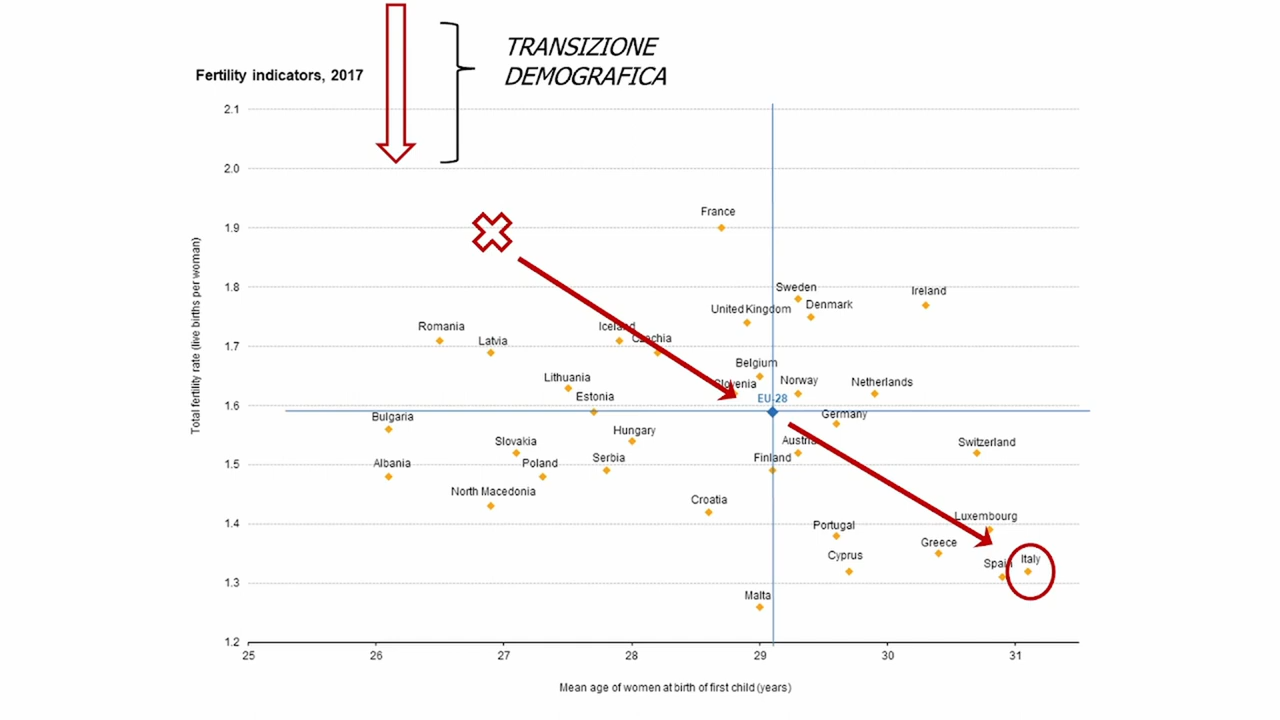 TRANSIZIONE
DEMOGRAFICA
Fertility indicators, 2017
Total fertility rate (live births per woman)
2.1
2.0
1.9
1.8
1.7
1.6
1.5
1.4
1.3
1.2
France
Sweden
Ireland
Denmark
United Kingdom
Romania
Iceland
Latvia
Czechia
Belgium
Lithuania
Slovenia
Norway
Netherlands
Estonia
EU-28
Bulgaria
Germany
Hungary
Slovakia
Austria
Switzerland
Albania
Poland
Serbia
Finland
North Macedonia
Croatia
Luxembourg
Portugal
Greece
Cyprus
Spain
Italy
Malta
25 26 27 28 29 30 31
Mean age of women at birth of first child (years)